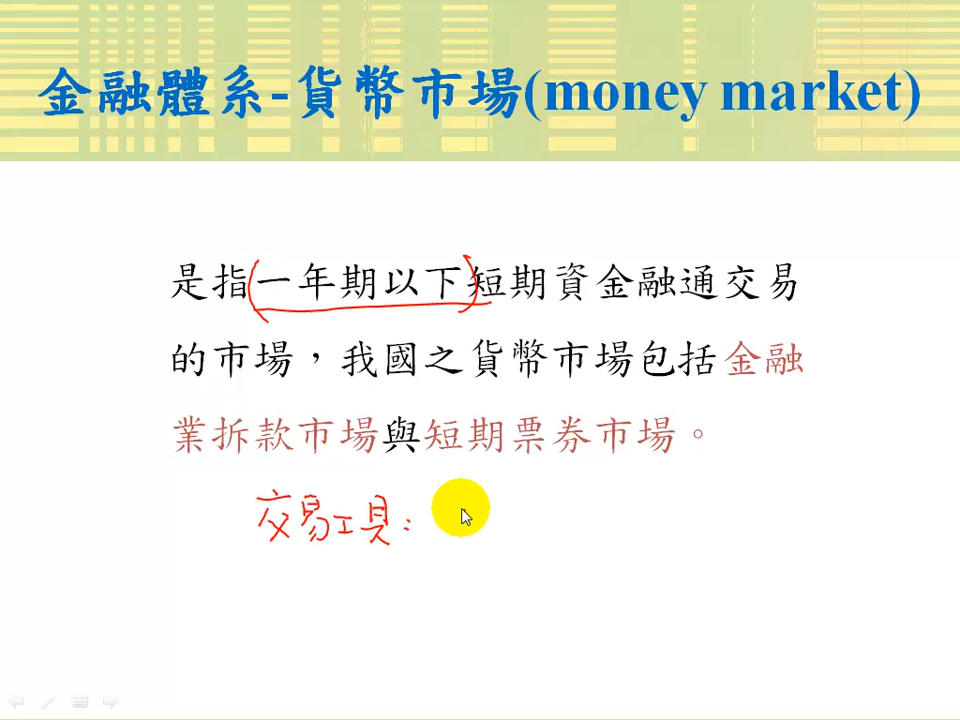 金融體系-貨幣市場(money market)
是指一年期以下短期資金融通交易
的市場，我國之貨幣市場包括金融
業拆款市場與短期票券市場。
交易工具：